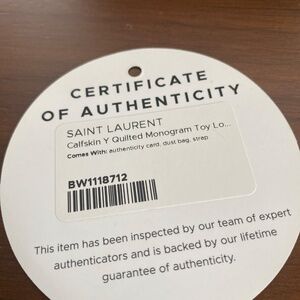 CERTIFICATE
OF AUTHENTICITY
SAINT LAURENT
Calfskin Y Quilted Monogram Toy Lo...
Comes With: authenticity card, dust bag, strap
BW1118712
This item has been inspected by our team of expert
authenticators and is backed by our lifetime
guarantee of authenticity.